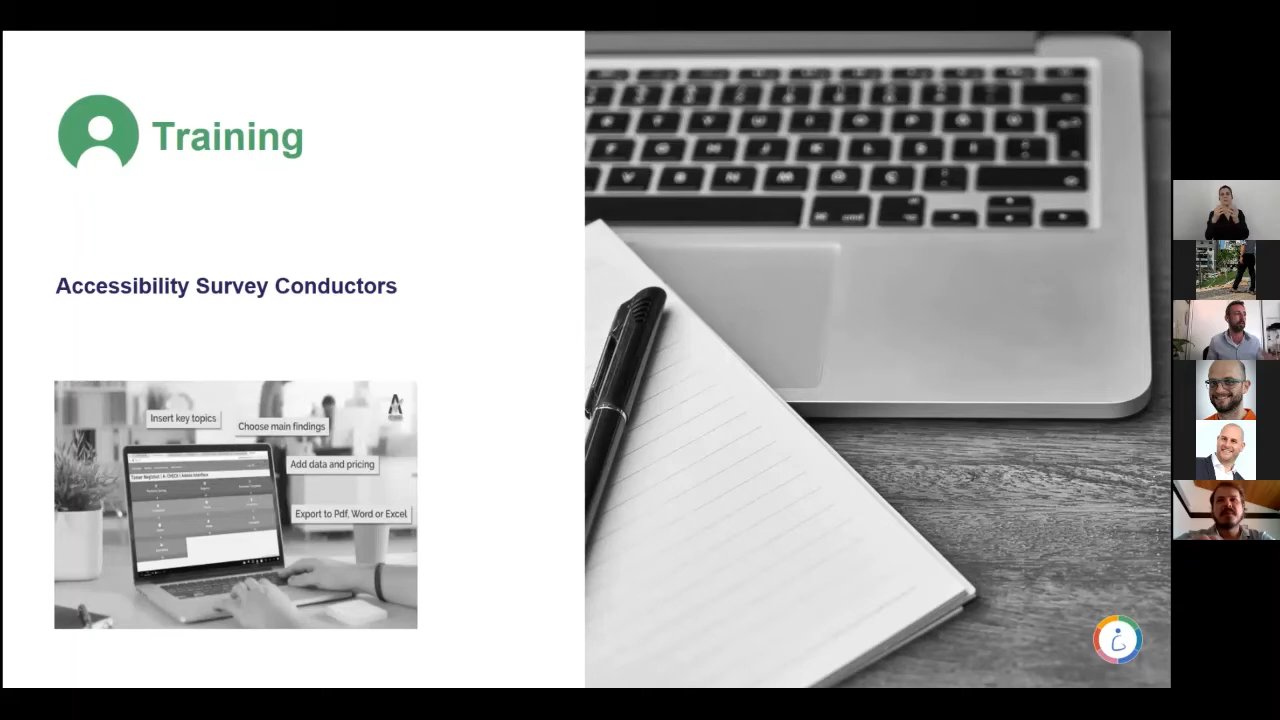 Training
Accessibility Survey Conductors
Insert key topics
Choose main findings
Add data and pricing
Export to Pdf, Word or Excel
cmd